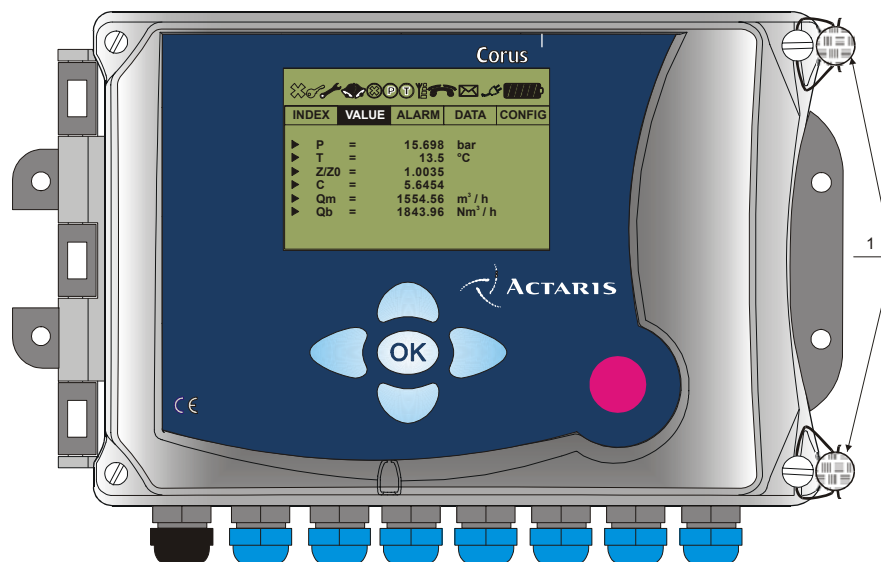 Corus
P T
INDEX VALUE ALARM DATA CONFIG
P = 15.698 bar
T = 13.5 °C
Z/Z0 = 1.0035
C = 5.6454
Qm = 1554.56 m³ / h
Qb = 1843.96 Nm³ / h
1
ACTARIS
OK
CE